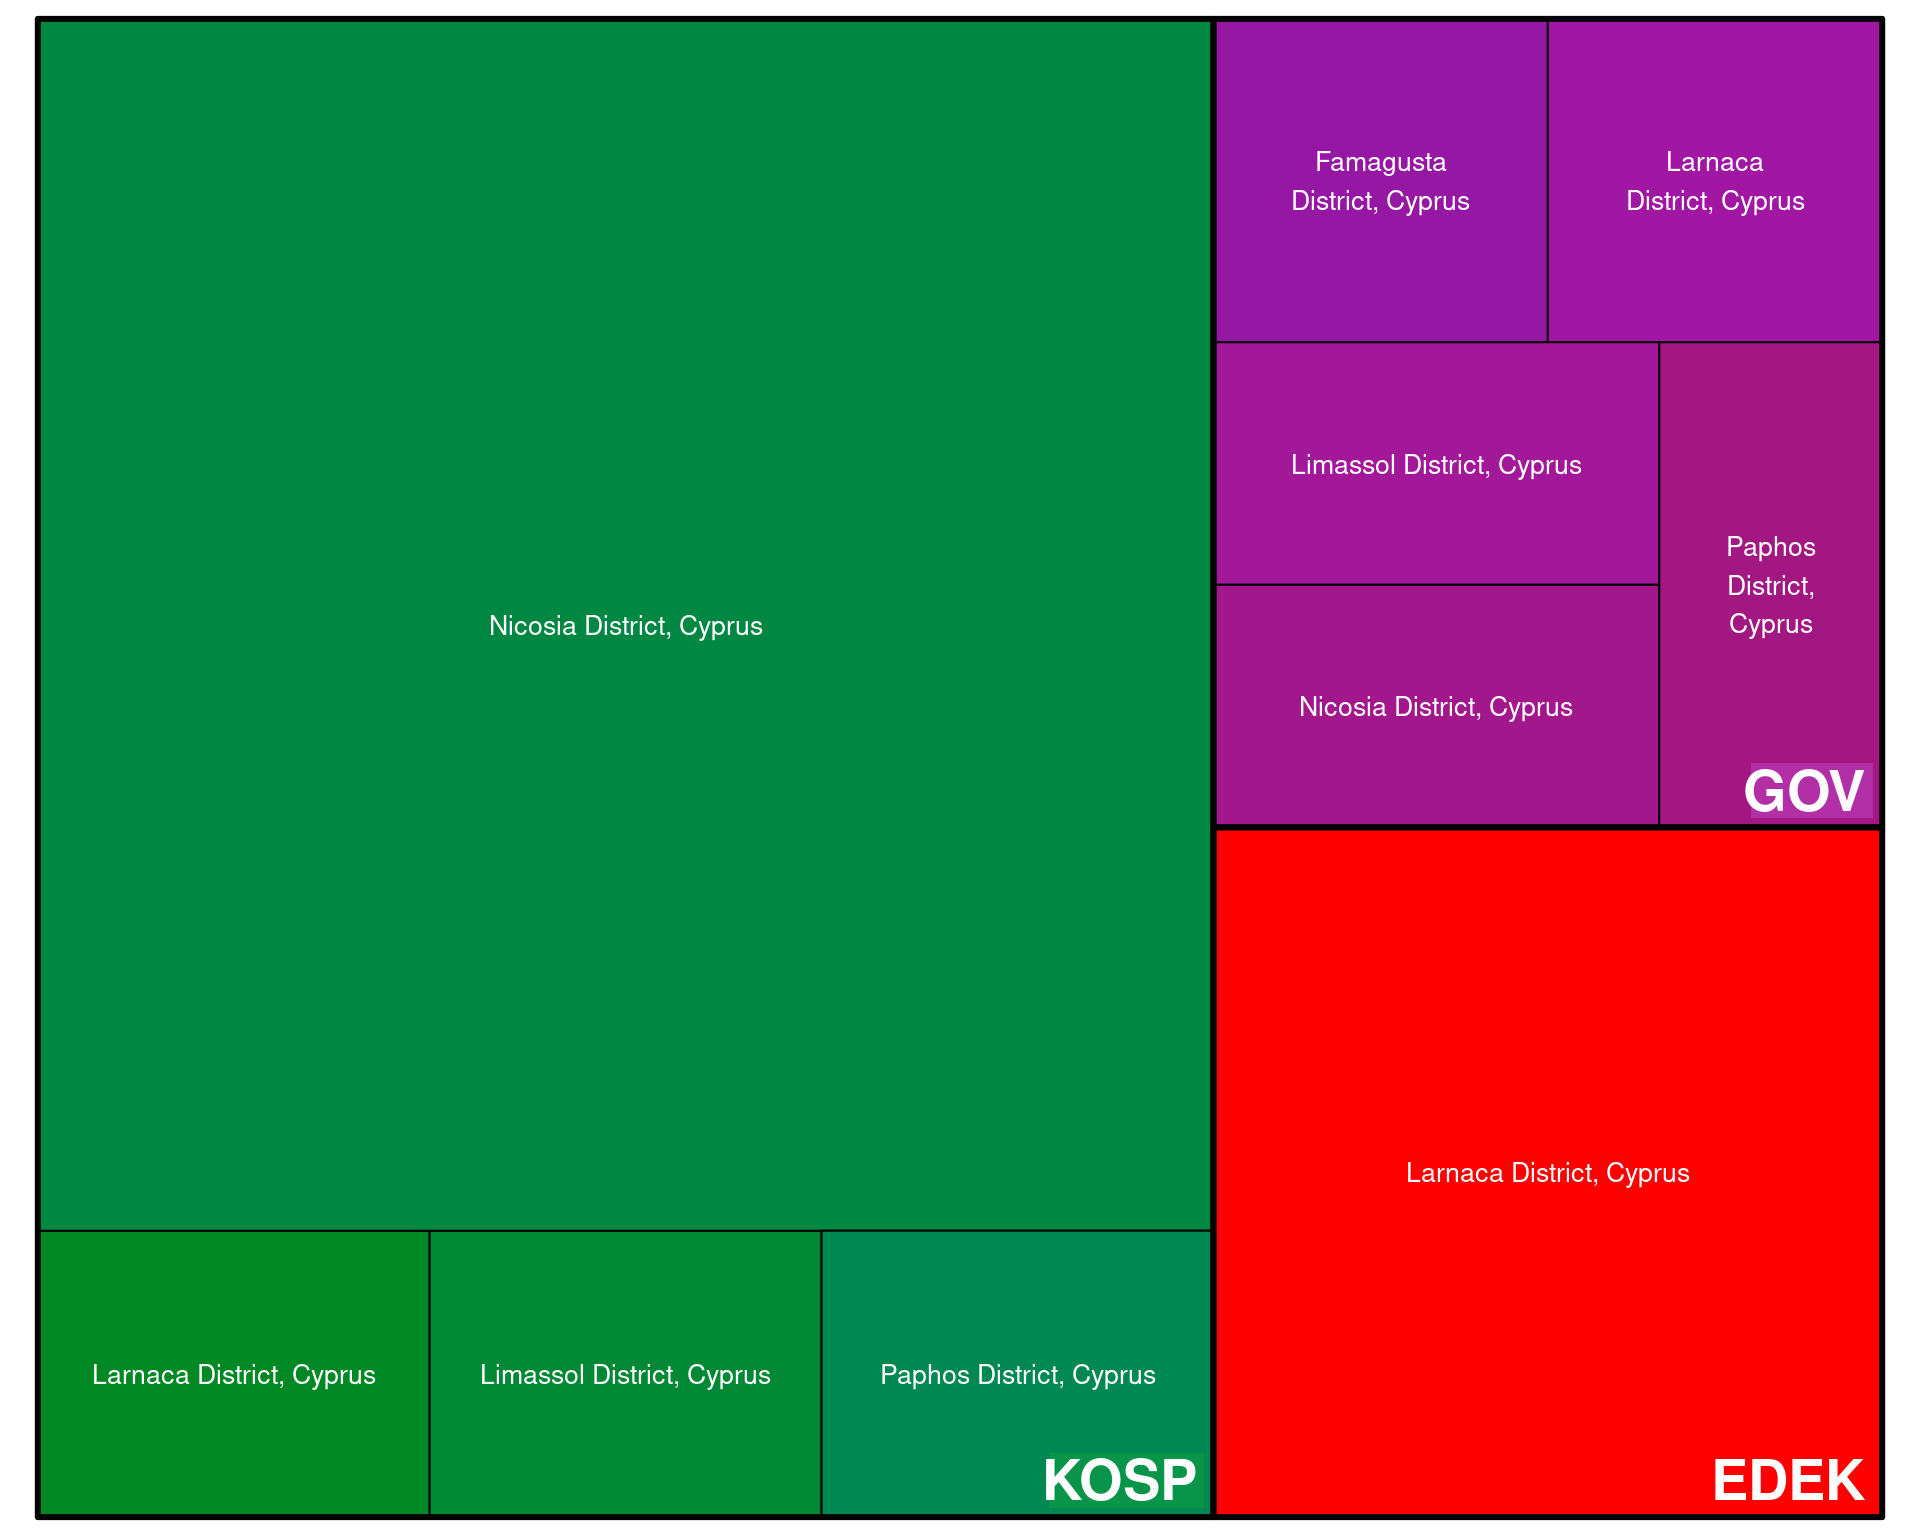 Nicosia District, Cyprus
Larnaca District, Cyprus
Limassol District, Cyprus
Paphos District, Cyprus
KOSP
Famagusta
District, Cyprus
Larnaca
District, Cyprus
Limassol District, Cyprus
Nicosia District, Cyprus
Paphos
District,
Cyprus
GOV
Larnaca District, Cyprus
EDEK